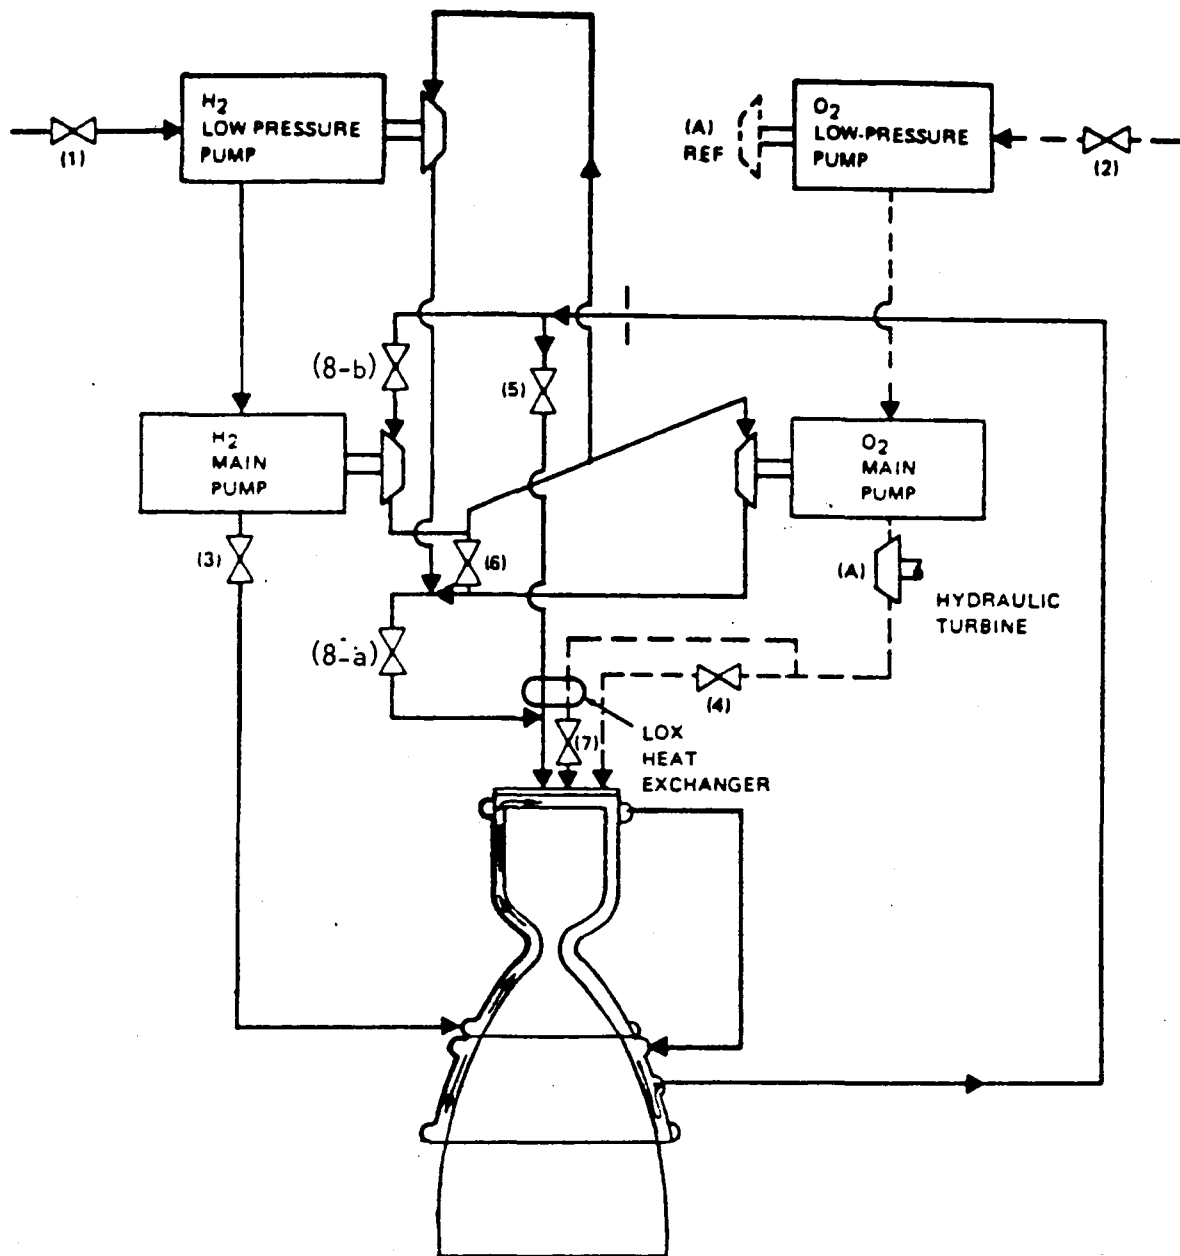 H2
LOW PRESSURE
PUMP
(1)
(A)
REF
O2
LOW-PRESSURE
PUMP
(2)
(8-b)
(5)
H2
MAIN
PUMP
O2
MAIN
PUMP
(3)
(6)
(A)
HYDRAULIC
TURBINE
(8-a)
(4)
(7)
LOX
HEAT
EXCHANGER